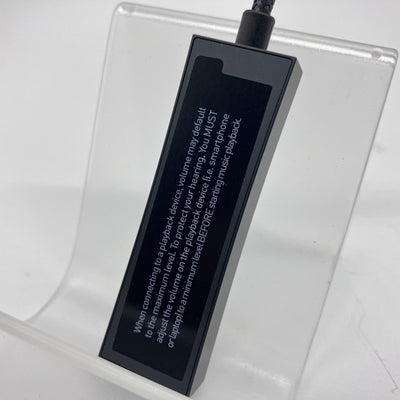 When connecting to a playback device, volume may default
to the maximum level. To protect your hearing, You MUST
adjust the volume on the playback device (i.e. smartphone
or laptop) to a minimum level BEFORE starting music playback.